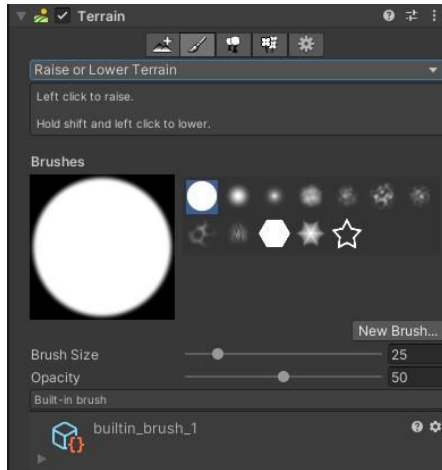 Terrain
Raise or Lower Terrain
Left click to raise.
Hold shift and left click to lower.
Brushes
New Brush...
Brush Size 25
Opacity 50
Built-in brush
builtin_brush_1